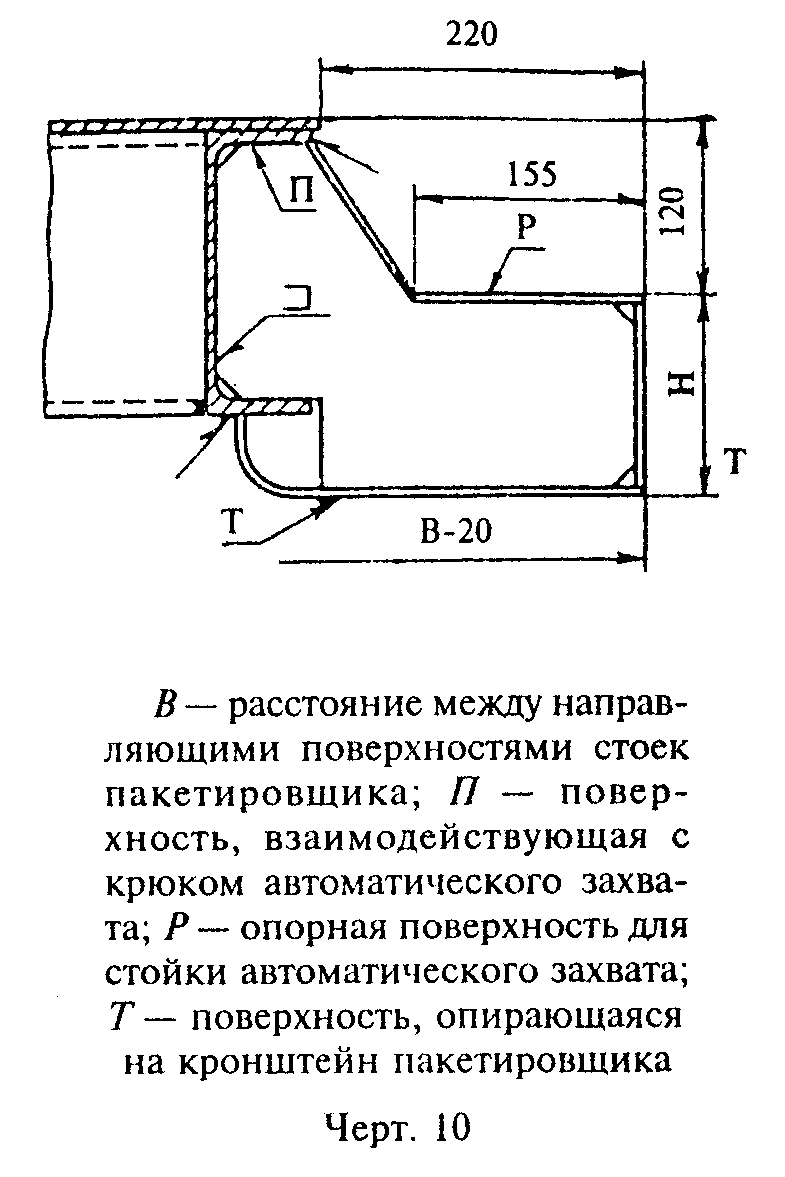 220
155
120
П
Р
Н
Т
Т
В-20
В — расстояние между направ-
ляющими поверхностями стоек
пакетировщика; П — повер-
хность, взаимодействующая с
крюком автоматического захва-
та; Р — опорная поверхность для
стойки автоматического захвата;
Т — поверхность, опирающаяся
на кронштейн пакетировщика
Черт. 10